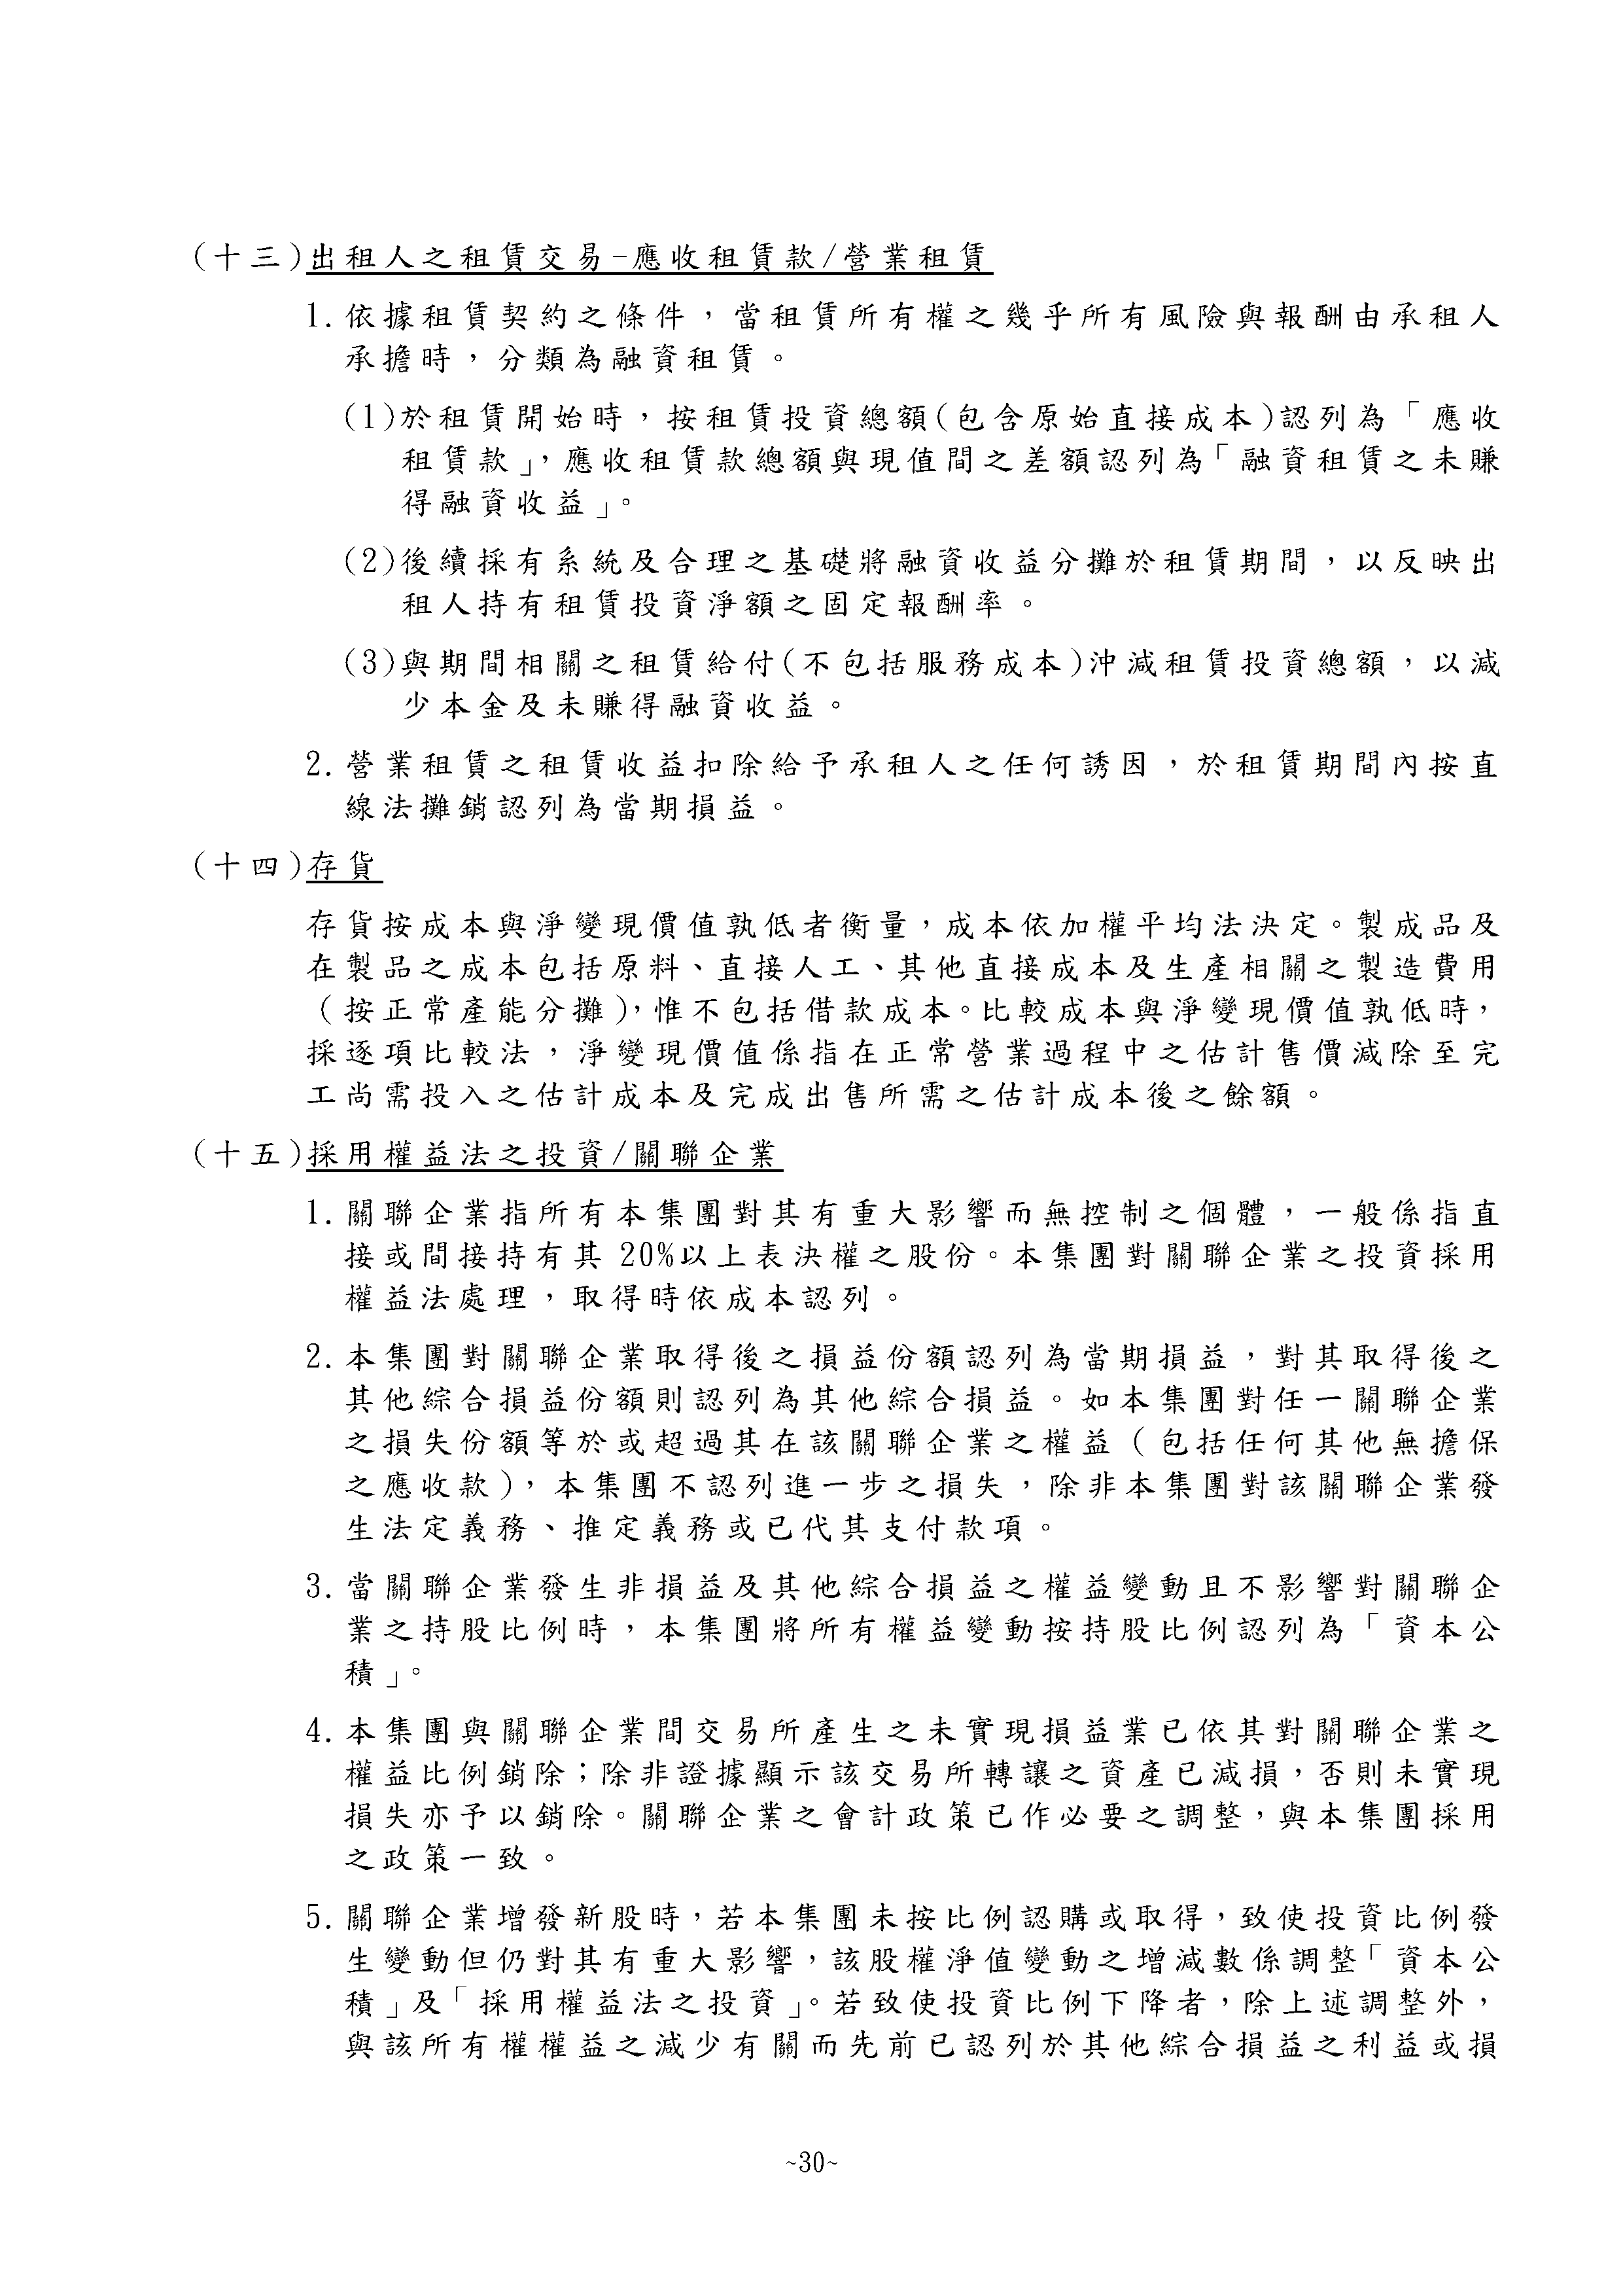 (十三)出租人之租賃交易-應收租賃款/營業租賃
1.依據租賃契約之條件，當租賃所有權之幾乎所有風險與報酬由承租人
承擔時，分類為融資租賃。
(1)於租賃開始時，按租賃投資總額(包含原始直接成本)認列為「應收
租賃款」，應收租賃款總額與現值間之差額認列為「融資租賃之未賺
得融資收益」。
(2)後續採有系統及合理之基礎將融資收益分攤於租賃期間，以反映出
租人持有租賃投資淨額之固定報酬率。
(3)與期間相關之租賃給付(不包括服務成本)沖減租賃投資總額，以減
少本金及未賺得融資收益。
2.營業租賃之租賃收益扣除給予承租人之任何誘因，於租賃期間內按直
線法攤銷認列為當期損益。
(十四)存貨
存貨按成本與淨變現價值孰低者衡量，成本依加權平均法決定。製成品及
在製品之成本包括原料、直接人工、其他直接成本及生產相關之製造費用
（按正常產能分攤），惟不包括借款成本。比較成本與淨變現價值孰低時，
採逐項比較法，淨變現價值係指在正常營業過程中之估計售價減除至完
工尚需投入之估計成本及完成出售所需之估計成本後之餘額。
(十五)採用權益法之投資/關聯企業
1.關聯企業指所有本集團對其有重大影響而無控制之個體，一般係指直
接或間接持有其 20%以上表決權之股份。本集團對關聯企業之投資採用
權益法處理，取得時依成本認列。
2.本集團對關聯企業取得後之損益份額認列為當期損益，對其取得後之
其他綜合損益份額則認列為其他綜合損益。如本集團對任一關聯企業
之損失份額等於或超過其在該關聯企業之權益（包括任何其他無擔保
之應收款），本集團不認列進一步之損失，除非本集團對該關聯企業發
生法定義務、推定義務或已代其支付款項。
3.當關聯企業發生非損益及其他綜合損益之權益變動且不影響對關聯企
業之持股比例時，本集團將所有權益變動按持股比例認列為「資本公
積」。
4.本集團與關聯企業間交易所產生之未實現損益業已依其對關聯企業之
權益比例銷除；除非證據顯示該交易所轉讓之資產已減損，否則未實現
損失亦予以銷除。關聯企業之會計政策已作必要之調整，與本集團採用
之政策一致。
5.關聯企業增發新股時，若本集團未按比例認購或取得，致使投資比例發
生變動但仍對其有重大影響，該股權淨值變動之增減數係調整「資本公
積」及「採用權益法之投資」。若致使投資比例下降者，除上述調整外，
與該所有權權益之減少有關而先前已認列於其他綜合損益之利益或損
~30~